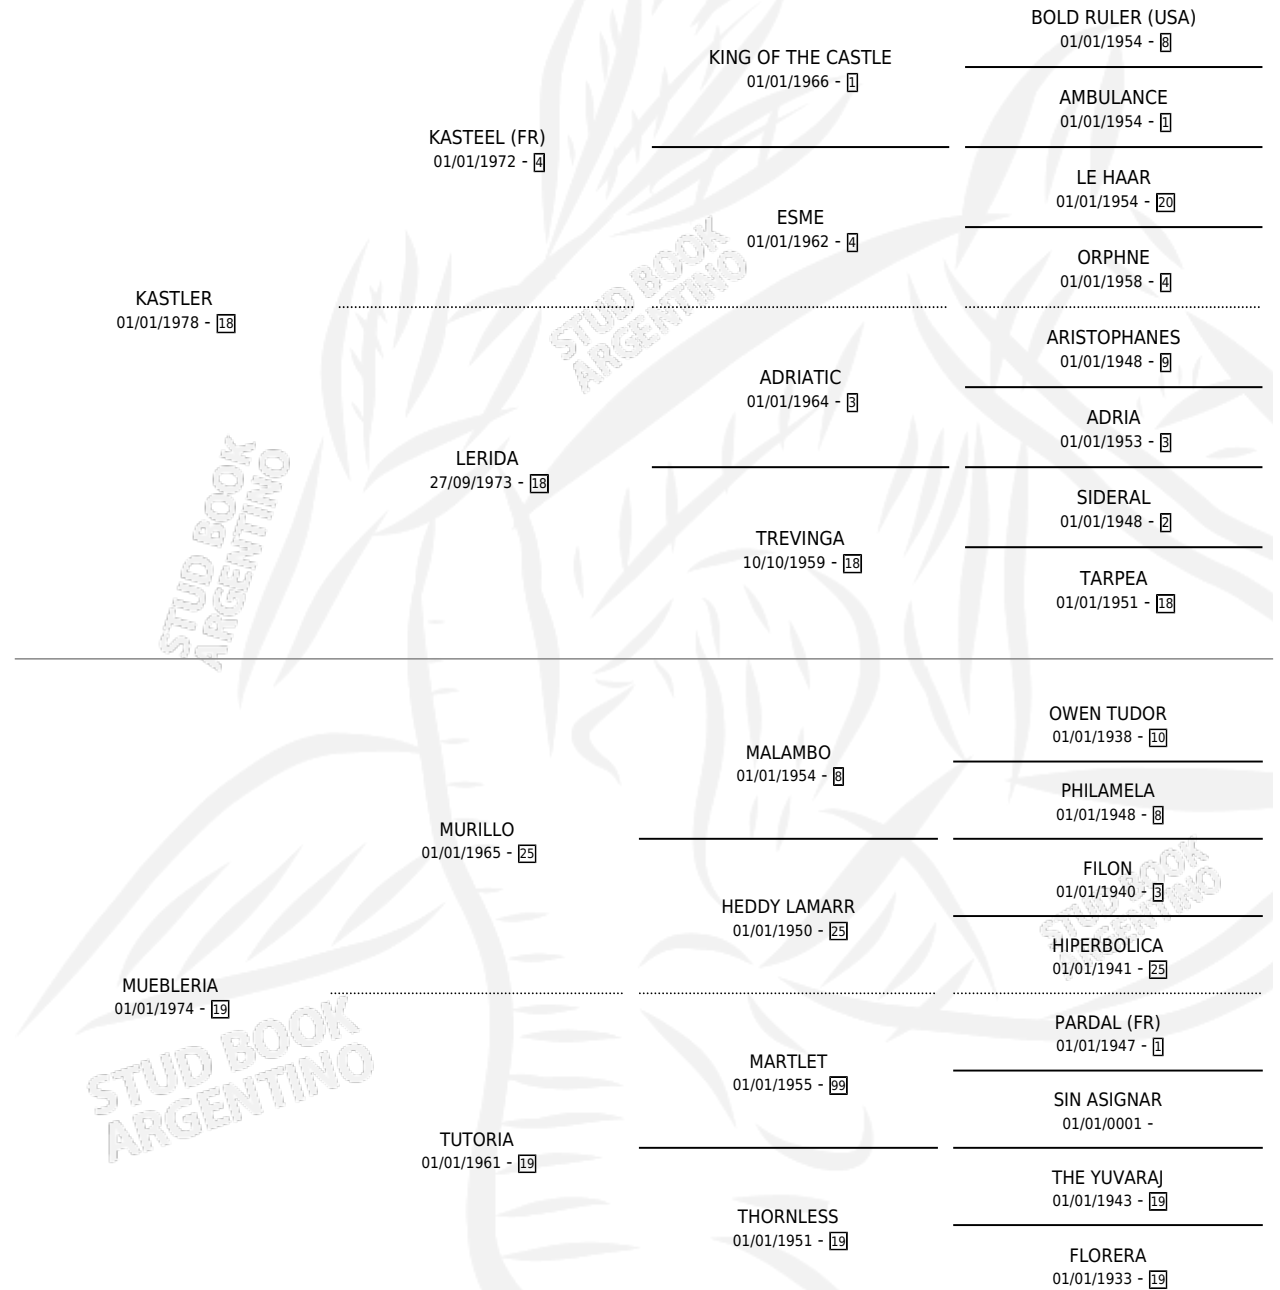 BOLD RULER (USA)
01/01/1954 - 8
KING OF THE CASTLE
01/01/1966 - 1
AMBULANCE
01/01/1954 - 1
KASTEEL (FR)
01/01/1972 - 4
LE HAAR
01/01/1954 - 20
ESME
01/01/1962 - 4
ORPHNE
01/01/1958 - 4
KASTLER
01/01/1978 - 18
ARISTOPHANES
01/01/1948 - 9
ADRIATIC
01/01/1964 - 3
ADRIA
01/01/1953 - 3
LERIDA
27/09/1973 - 18
SIDERAL
01/01/1948 - 2
TREVINGA
10/10/1959 - 18
TARPEA
01/01/1951 - 18
OWEN TUDOR
01/01/1938 - 10
MALAMBO
01/01/1954 - 8
PHILAMELA
01/01/1948 - 8
MURILLO
01/01/1965 - 25
FILON
01/01/1940 - 3
HEDDY LAMARR
01/01/1950 - 25
HIPERBOLICA
01/01/1941 - 25
MUEBLERIA
01/01/1974 - 19
PARDAL (FR)
01/01/1947 - 1
MARTLET
01/01/1955 - 99
SIN ASIGNAR
01/01/0001 -
TUTORIA
01/01/1961 - 19
THE YUVARAJ
01/01/1943 - 19
THORNLESS
01/01/1951 - 19
FLORERA
01/01/1933 - 19
STUD BOOK
ARGENTINO
STUD BOOK
ARGENTINO
STUD BOOK
ARGENTINO
STUD BOOK
ARGENTINO